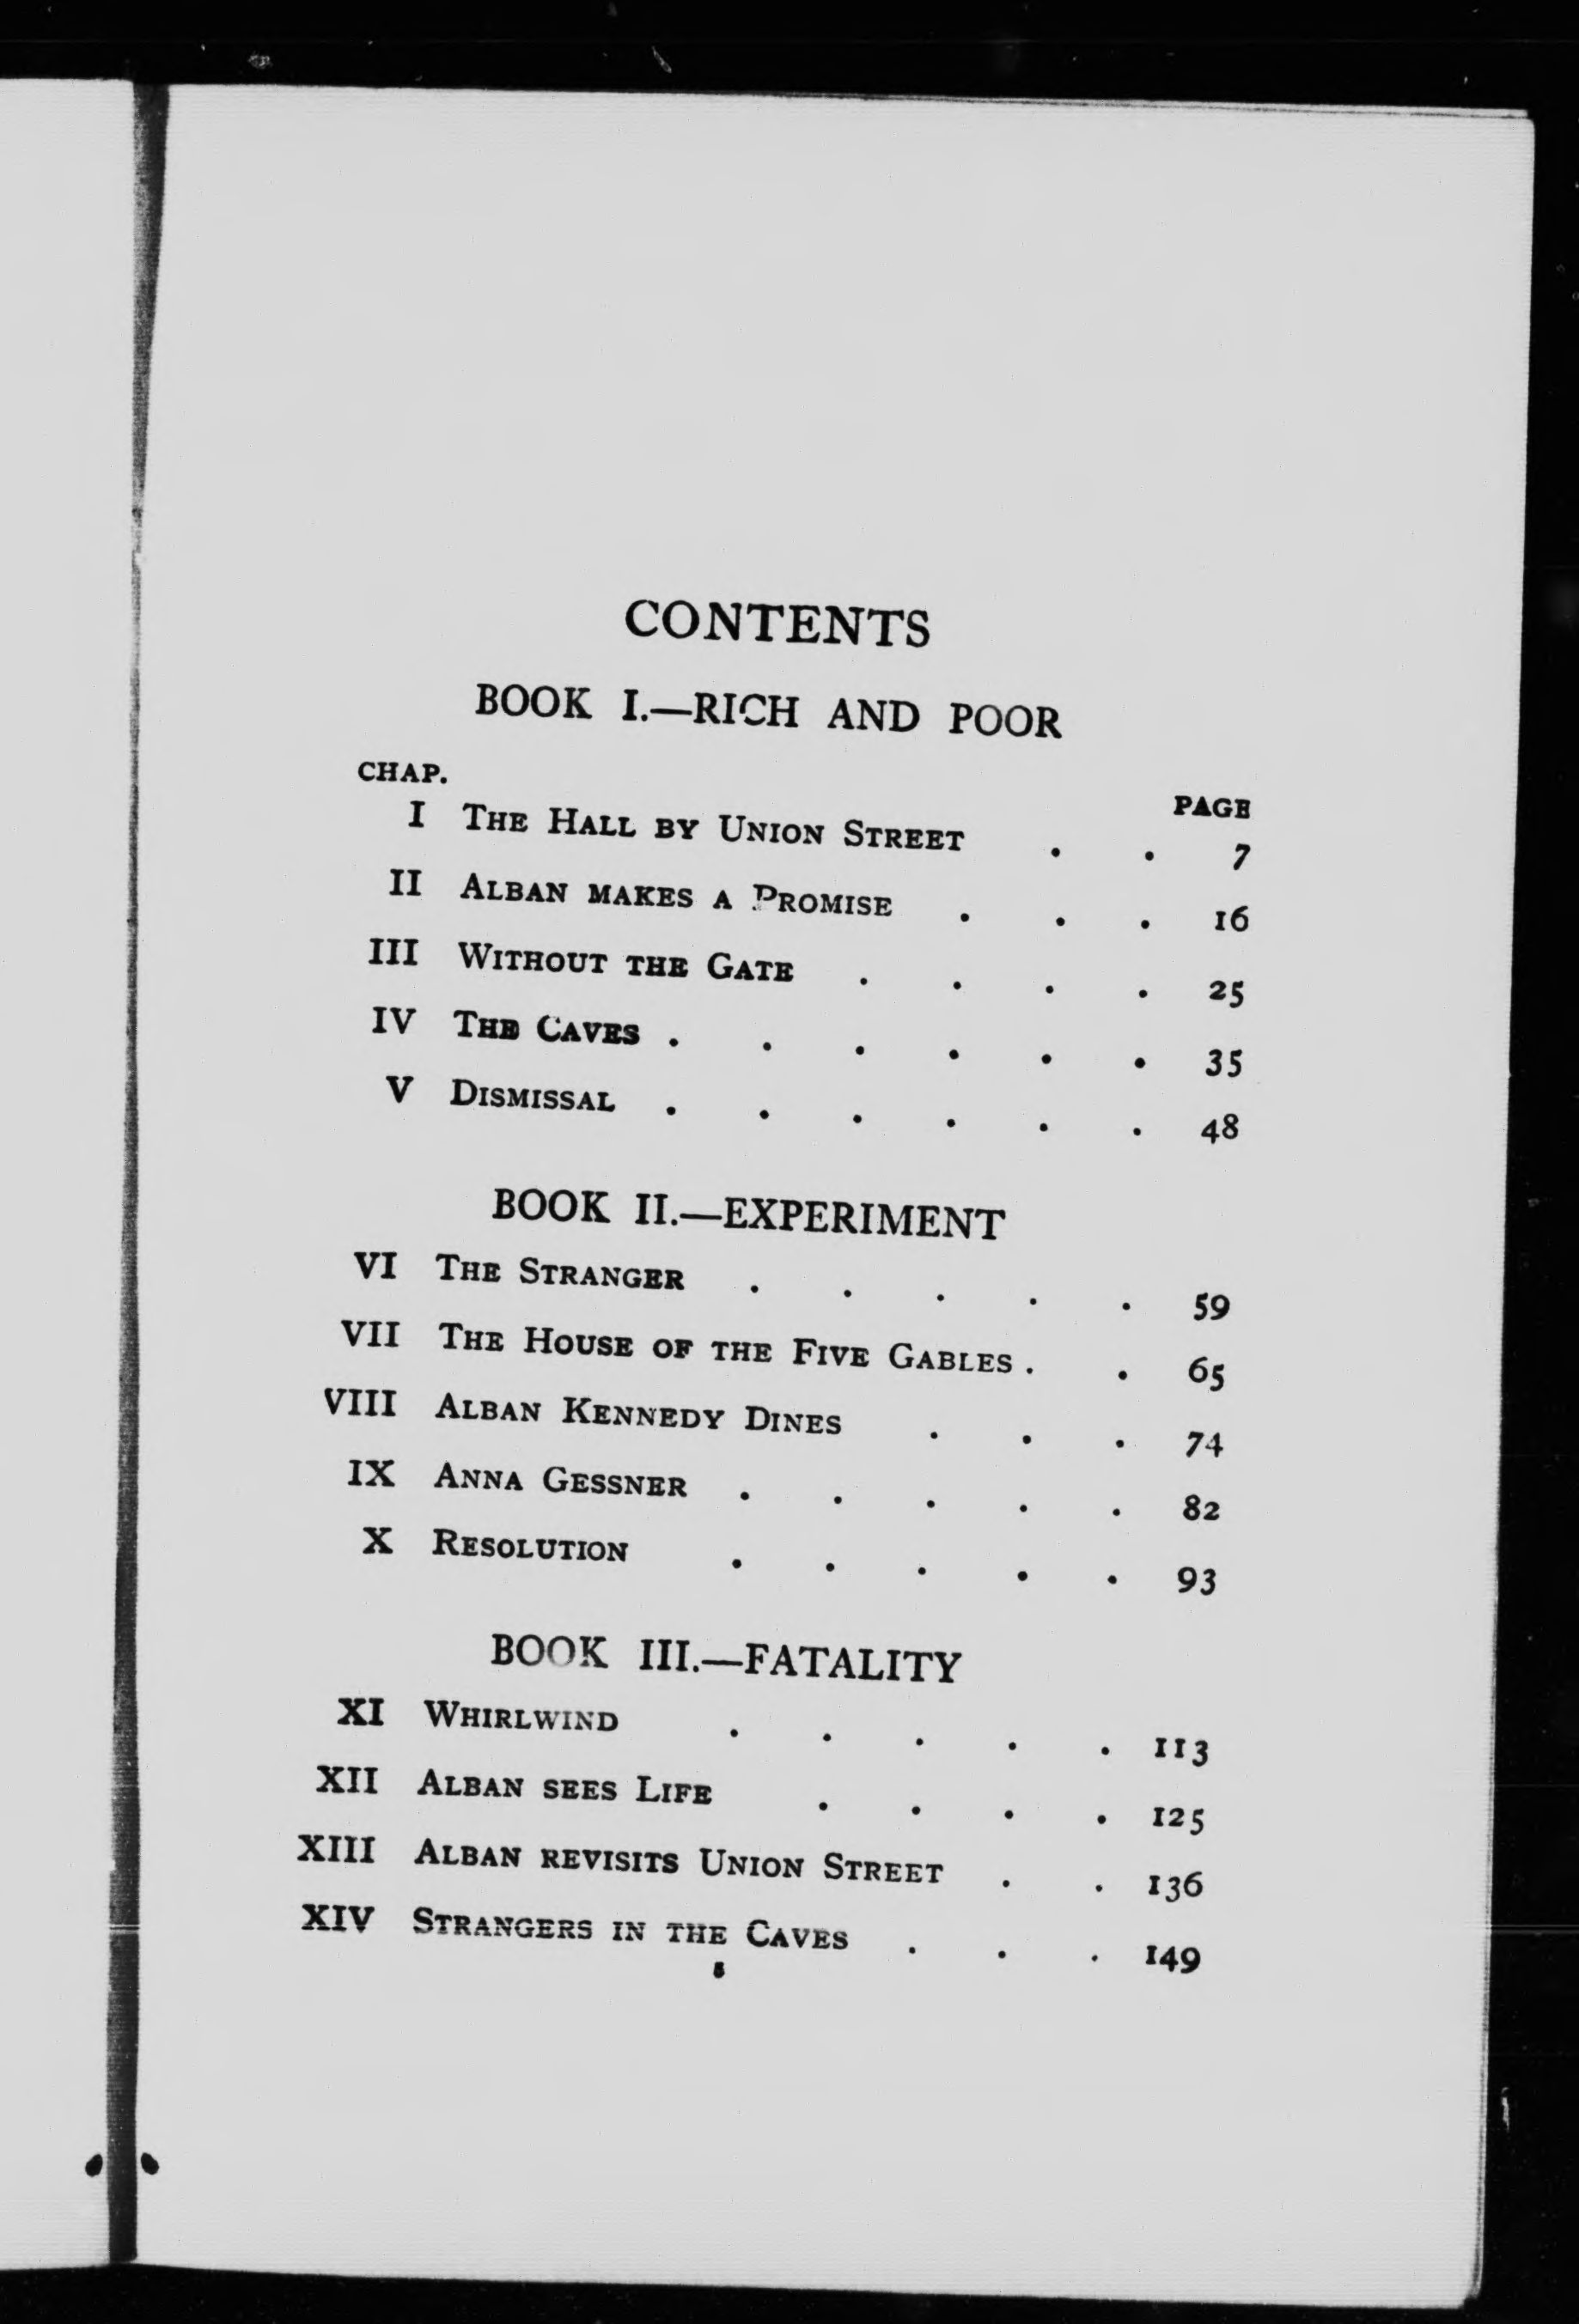 CONTENTS
BOOK I.—RICH AND POOR
CHAP. PAGE
I THE HALL BY UNION STREET . . 7
II ALBAN MAKES A PROMISE . . . 16
III WITHOUT THE GATE . . . . 25
IV THE CAVES . . . . . . 35
V DISMISSAL . . . . . . 48
BOOK II.—EXPERIMENT
VI THE STRANGER . . . . . 59
VII THE HOUSE OF THE FIVE GABLES . . 65
VIII ALBAN KENNEDY DINES . . . 74
IX ANNA GESSNER . . . . . 82
X RESOLUTION . . . . . 93
BOOK III.—FATALITY
XI WHIRLWIND . . . . . 113
XII ALBAN SEES LIFE . . . . 125
XIII ALBAN REVISITS UNION STREET . . 136
XIV STRANGERS IN THE CAVES . . . 149
5